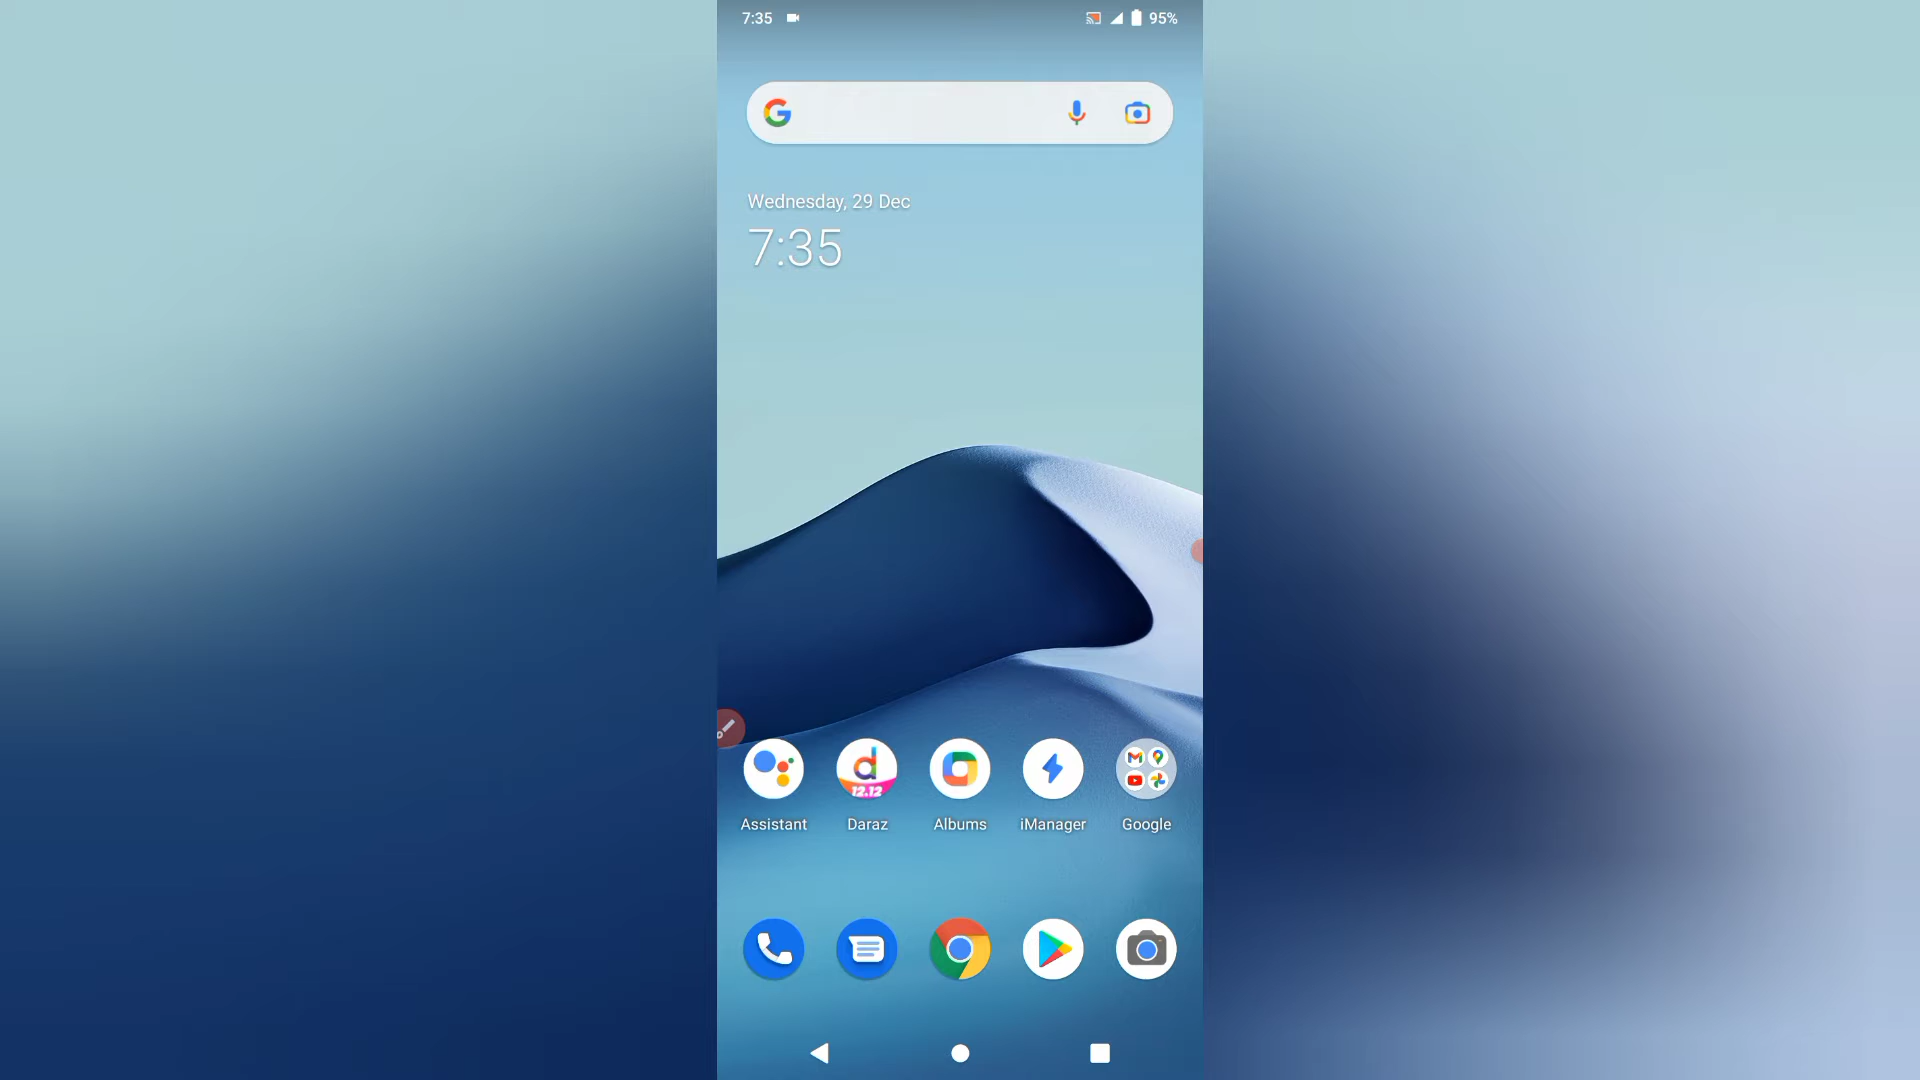 7:35
95%
G
Wednesday, 29 Dec
7:35
d
12.12
Assistant
Daraz
Albums
iManager
Google